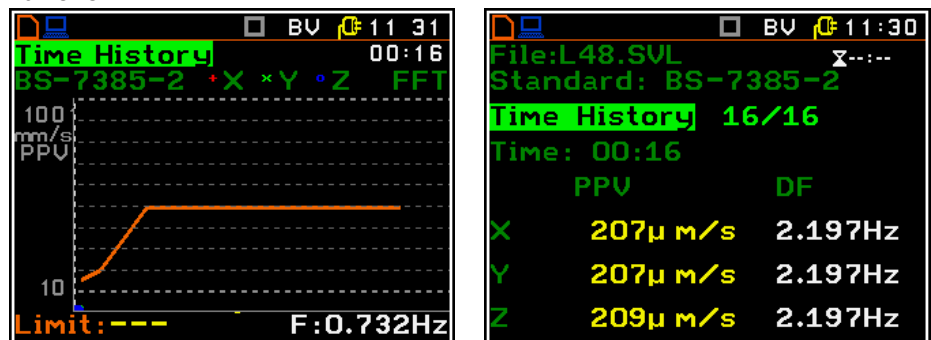 BV 11 31
Time History 00:16
BS-7385-2 +X ×Y °Z FFT
100
mm/s
PPV
10
Limit:--- F:0.732Hz
BV 11:30
File:L48.SVL --:--
Standard: BS-7385-2
Time History 16/16
Time: 00:16
PPV DF
X 207µ m/s 2.197Hz
Y 207µ m/s 2.197Hz
Z 209µ m/s 2.197Hz